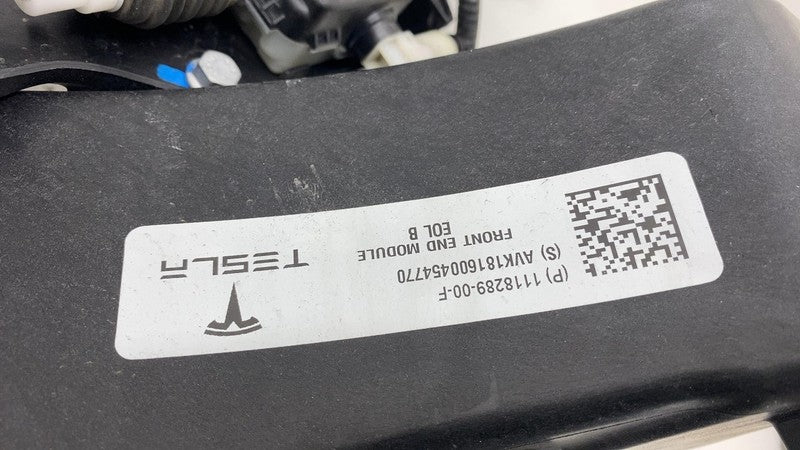 TESLA
(P) 1118289-00-F
(S) AVK181600454770
FRONT END MODULE
EOL B